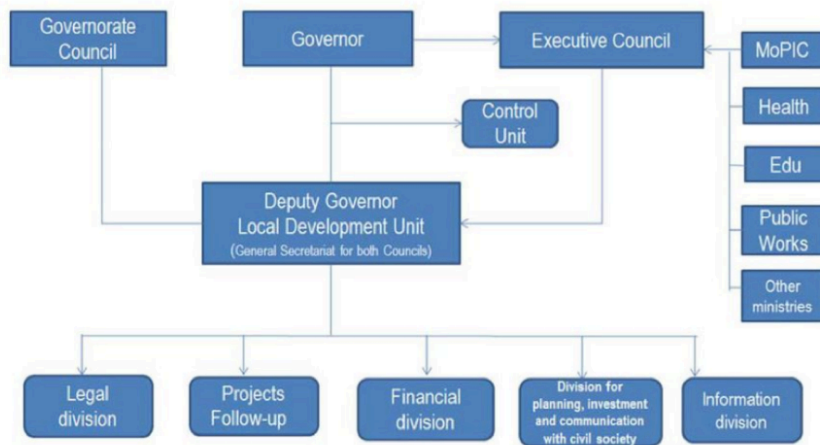 Governorate
Council
Governor
Executive Council
MoPIC
Control
Unit
Health
Edu
Deputy Governor
Local Development Unit
(General Secretariat for both Councils)
Public
Works
Other
ministries
Legal
division
Projects
Follow-up
Financial
division
Division for
planning, investment
and communication
with civil society
Information
division